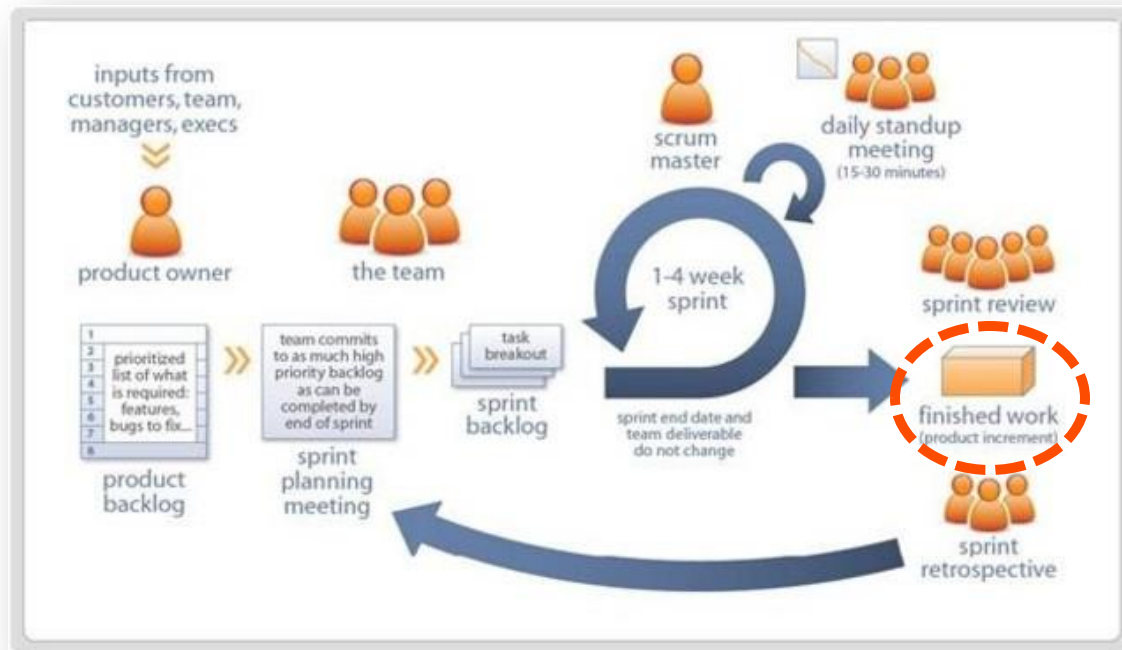 inputs from
customers, team,
managers, execs
product owner
the team
scrum
master
daily standup
meeting
(15-30 minutes)
1-4 week
sprint
sprint review
1
2
3
4
5
6
7
8
prioritized
list of what
is required:
features,
bugs to fix...
product
backlog
team commits
to as much high
priority backlog
as can be
completed by
end of sprint
sprint
planning
meeting
task
breakout
sprint
backlog
sprint end date and
team deliverable
do not change
finished work
(product increment)
sprint
retrospective